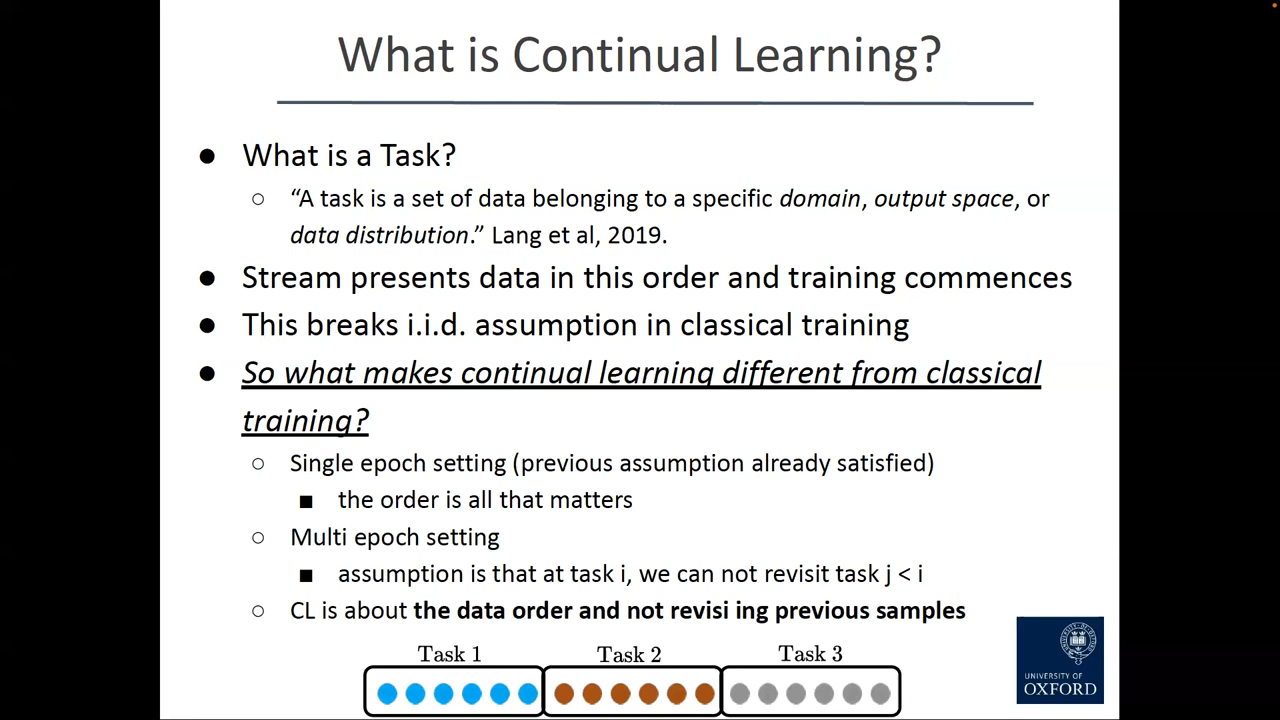 What is Continual Learning?
● What is a Task?
○ “A task is a set of data belonging to a specific domain, output space, or
data distribution.” Lang et al, 2019.
● Stream presents data in this order and training commences
● This breaks i.i.d. assumption in classical training
● So what makes continual learning different from classical
training?
○ Single epoch setting (previous assumption already satisfied)
■ the order is all that matters
○ Multi epoch setting
■ assumption is that at task i, we can not revisit task j < i
○ CL is about the data order and not revisi ing previous samples
Task 1 Task 2 Task 3
UNIVERSITY OF
OXFORD